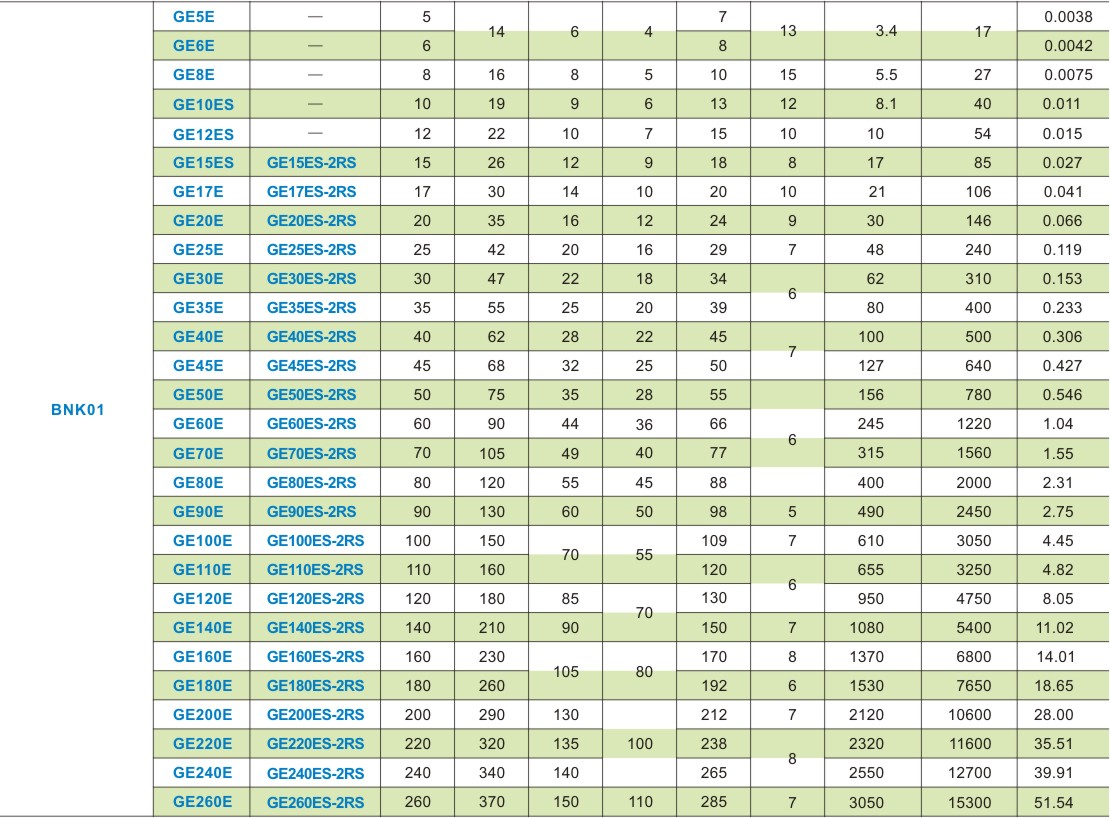 GE5E — 5 7 0.0038
14 6 4 13 3.4 17
GE6E — 6 8 0.0042
GE8E — 8 16 8 5 10 15 5.5 27 0.0075
GE10ES — 10 19 9 6 13 12 8.1 40 0.011
GE12ES — 12 22 10 7 15 10 10 54 0.015
GE15ES GE15ES-2RS 15 26 12 9 18 8 17 85 0.027
GE17E GE17ES-2RS 17 30 14 10 20 10 21 106 0.041
GE20E GE20ES-2RS 20 35 16 12 24 9 30 146 0.066
GE25E GE25ES-2RS 25 42 20 16 29 7 48 240 0.119
GE30E GE30ES-2RS 30 47 22 18 34 62 310 0.153
6
GE35E GE35ES-2RS 35 55 25 20 39 80 400 0.233
GE40E GE40ES-2RS 40 62 28 22 45 100 500 0.306
7
GE45E GE45ES-2RS 45 68 32 25 50 127 640 0.427
GE50E GE50ES-2RS 50 75 35 28 55 156 780 0.546
BNK01
GE60E GE60ES-2RS 60 90 44 36 66 245 1220 1.04
6
GE70E GE70ES-2RS 70 105 49 40 77 315 1560 1.55
GE80E GE80ES-2RS 80 120 55 45 88 400 2000 2.31
GE90E GE90ES-2RS 90 130 60 50 98 5 490 2450 2.75
GE100E GE100ES-2RS 100 150 109 7 610 3050 4.45
70 55
GE110E GE110ES-2RS 110 160 120 655 3250 4.82
6
GE120E GE120ES-2RS 120 180 85 130 950 4750 8.05
70
GE140E GE140ES-2RS 140 210 90 150 7 1080 5400 11.02
GE160E GE160ES-2RS 160 230 170 8 1370 6800 14.01
105 80
GE180E GE180ES-2RS 180 260 192 6 1530 7650 18.65
GE200E GE200ES-2RS 200 290 130 212 7 2120 10600 28.00
GE220E GE220ES-2RS 220 320 135 100 238 2320 11600 35.51
8
GE240E GE240ES-2RS 240 340 140 265 2550 12700 39.91
GE260E GE260ES-2RS 260 370 150 110 285 7 3050 15300 51.54